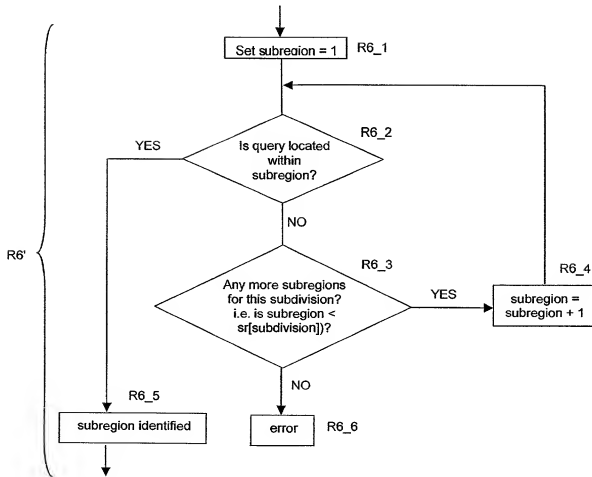 Set subregion = 1
R6_1
R6_2
YES
Is query located
within
subregion?
NO
R6'
R6_3
R6_4
Any more subregions
for this subdivision?
i.e. is subregion <
sr[subdivision])?
YES
subregion =
subregion + 1
NO
R6_5
subregion identified
error
R6_6